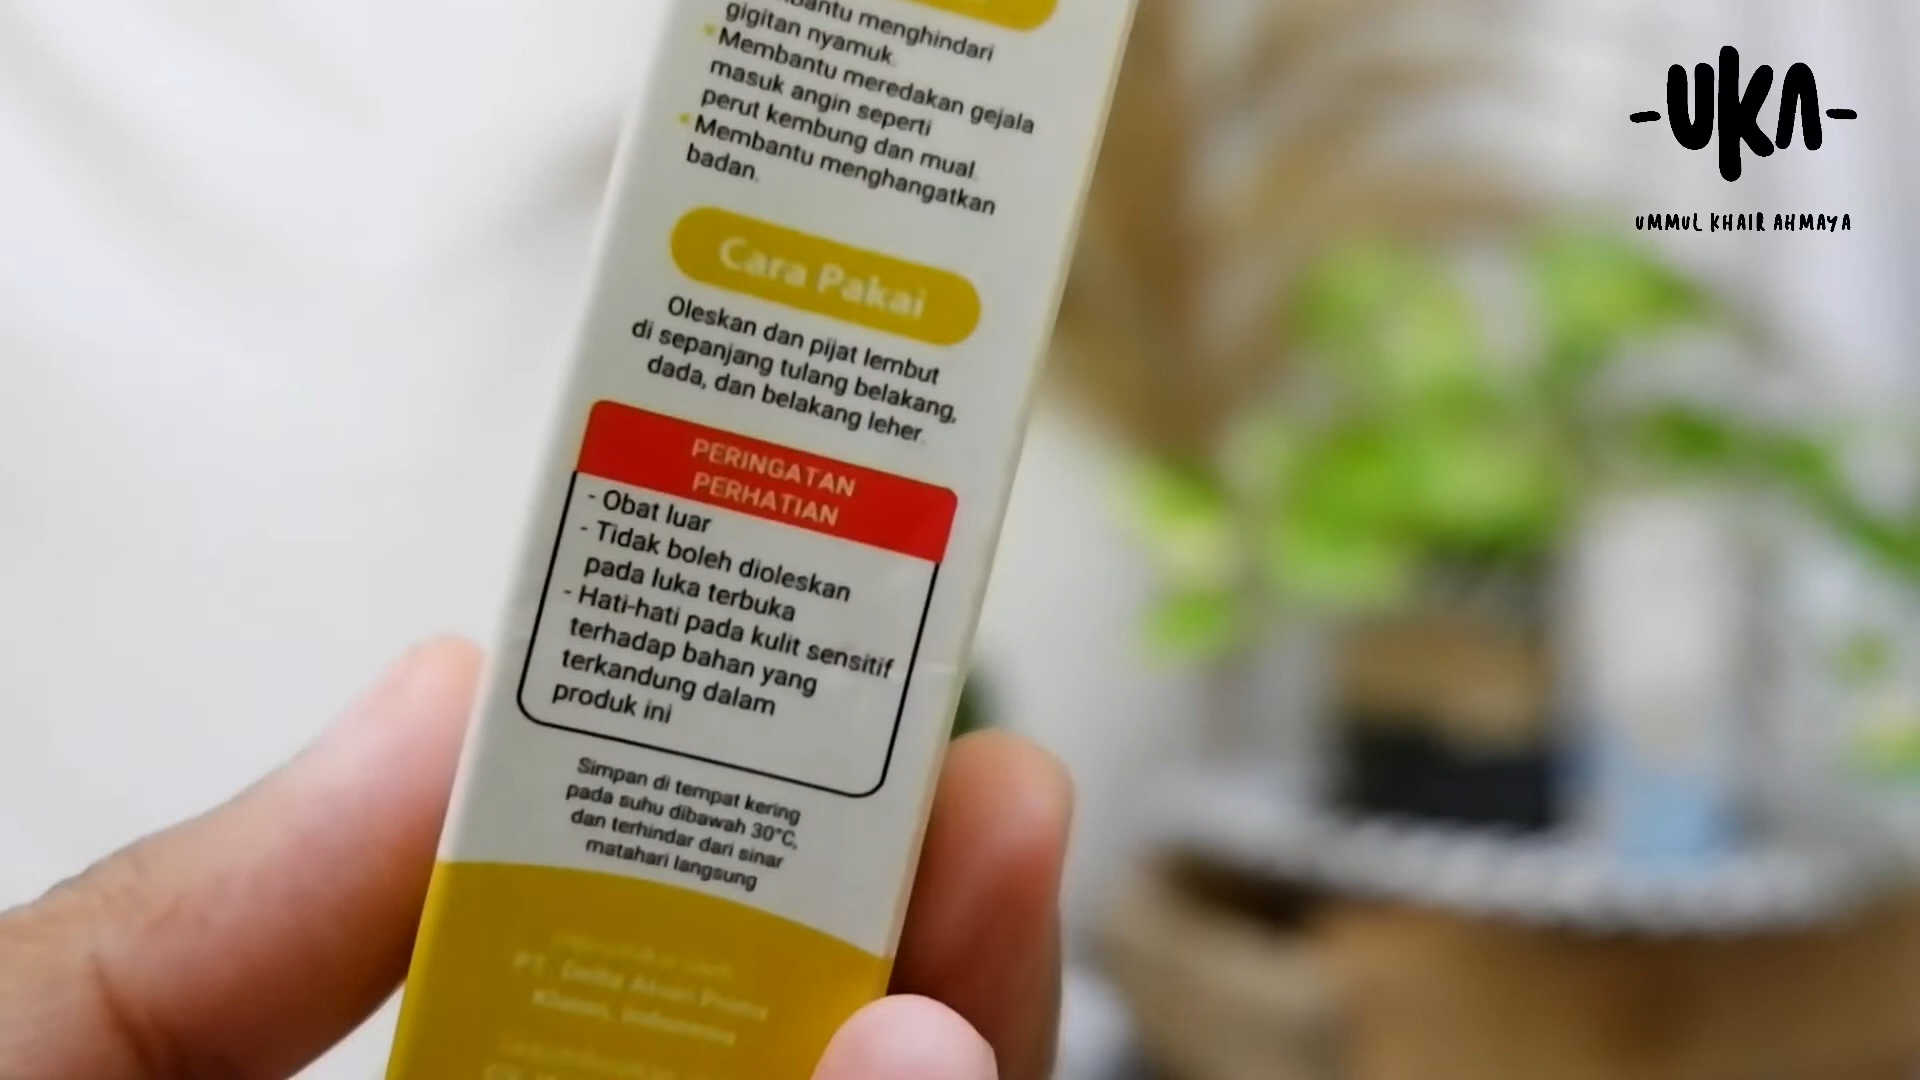 menghindari
gigitan nyamuk.
Membantu meredakan gejala
masuk angin seperti
perut kembung dan mual.
Membantu menghangatkan
badan.
Cara Pakai
Oleskan dan pijat lembut
di sepanjang tulang belakang,
dada, dan belakang leher.
PERINGATAN
PERHATIAN
- Obat luar
- Tidak boleh dioleskan
pada luka terbuka
- Hati-hati pada kulit sensitif
terhadap bahan yang
terkandung dalam
produk ini
Simpan di tempat kering
pada suhu dibawah 30°C,
dan terhindar dari sinar
matahari langsung
PT.
-UKA-
UMMUL KHAIR AHMAYA